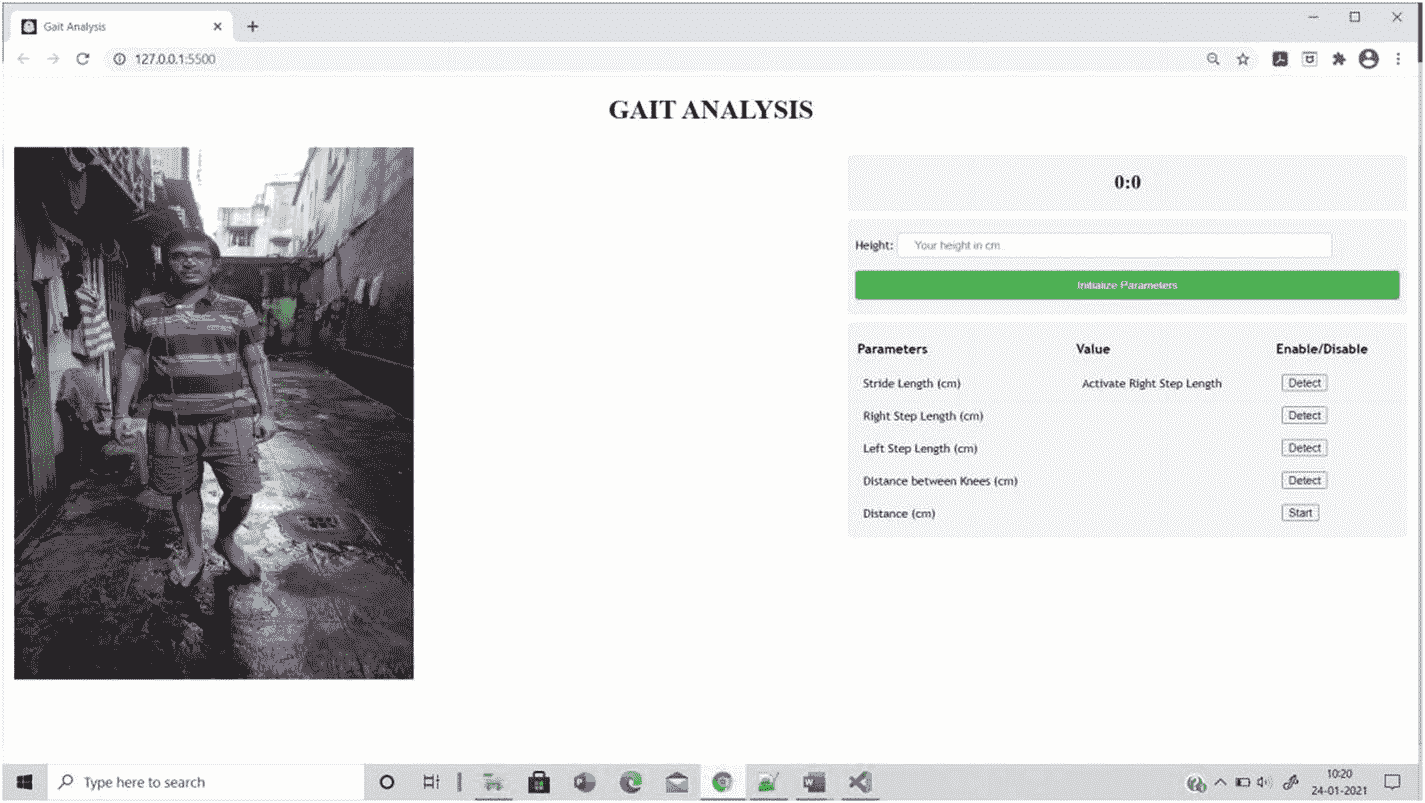 Gait Analysis
127.0.0.1:5500
GAIT ANALYSIS
0:0
Height: Your height in cm
Initialize Parameters
Parameters Value Enable/Disable
Stride Length (cm) Activate Right Step Length Detect
Right Step Length (cm) Detect
Left Step Length (cm) Detect
Distance between Knees (cm) Detect
Distance (cm) Start
Type here to search
10:20
24-01-2021